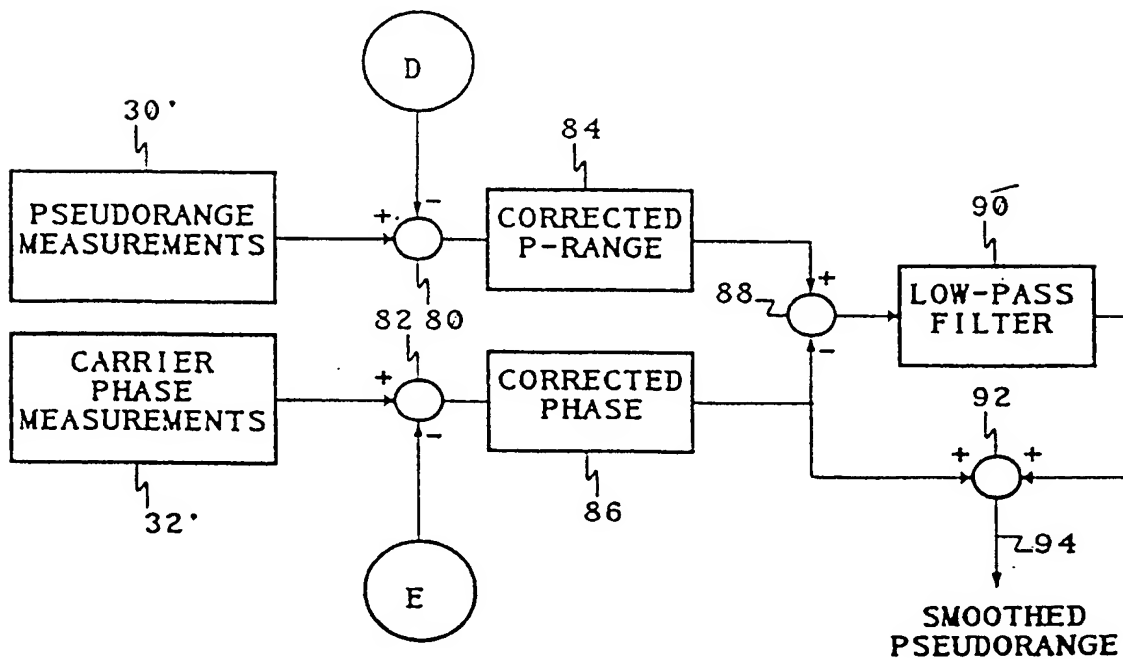 D
30'
84
90
PSEUDORANGE
MEASUREMENTS
+
-
CORRECTED
P-RANGE
+
LOW-PASS
FILTER
88
82 80
-
CARRIER
PHASE
MEASUREMENTS
+
-
CORRECTED
PHASE
92
+ +
32'
86
94
E
SMOOTHED
PSEUDORANGE